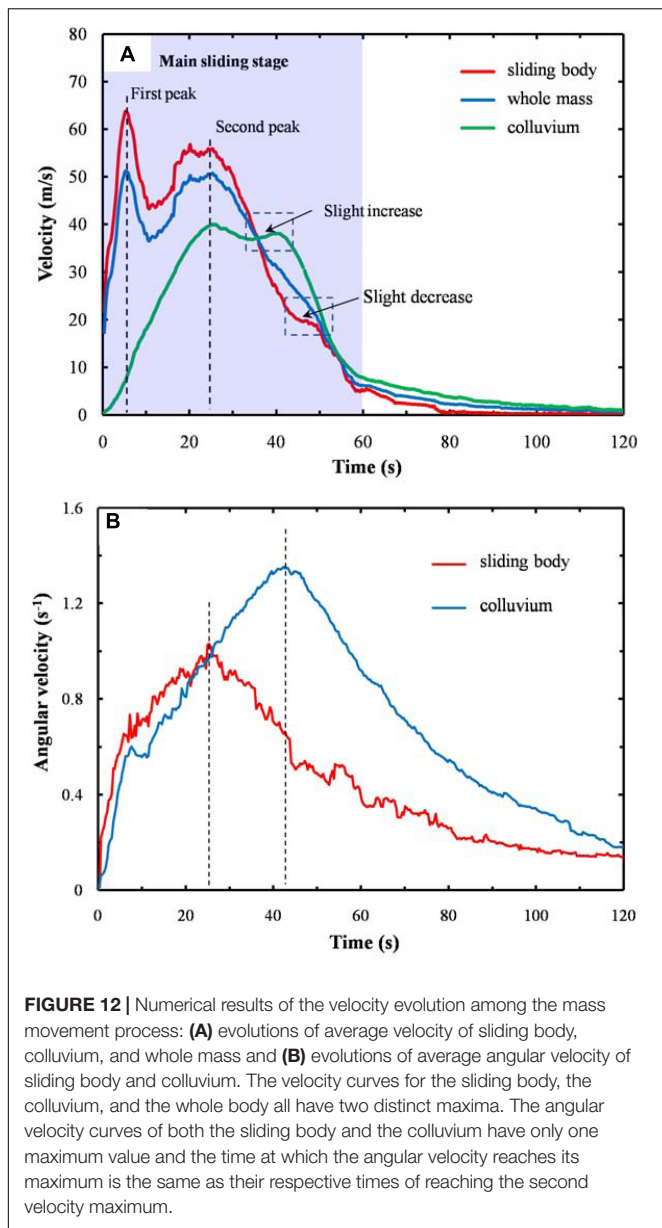 A
Main sliding stage
First peak
Second peak
sliding body
whole mass
colluvium
Slight increase
Slight decrease
80
70
60
50
40
30
20
10
0
Velocity (m/s)
0 20 40 60 80 100 120
Time (s)
B
sliding body
colluvium
1.6
1.2
0.8
0.4
0
Angular velocity (s⁻¹)
0 20 40 60 80 100 120
Time (s)
FIGURE 12 | Numerical results of the velocity evolution among the mass
movement process: (A) evolutions of average velocity of sliding body,
colluvium, and whole mass and (B) evolutions of average angular velocity of
sliding body and colluvium. The velocity curves for the sliding body, the
colluvium, and the whole body all have two distinct maxima. The angular
velocity curves of both the sliding body and the colluvium have only one
maximum value and the time at which the angular velocity reaches its
maximum is the same as their respective times of reaching the second
velocity maximum.